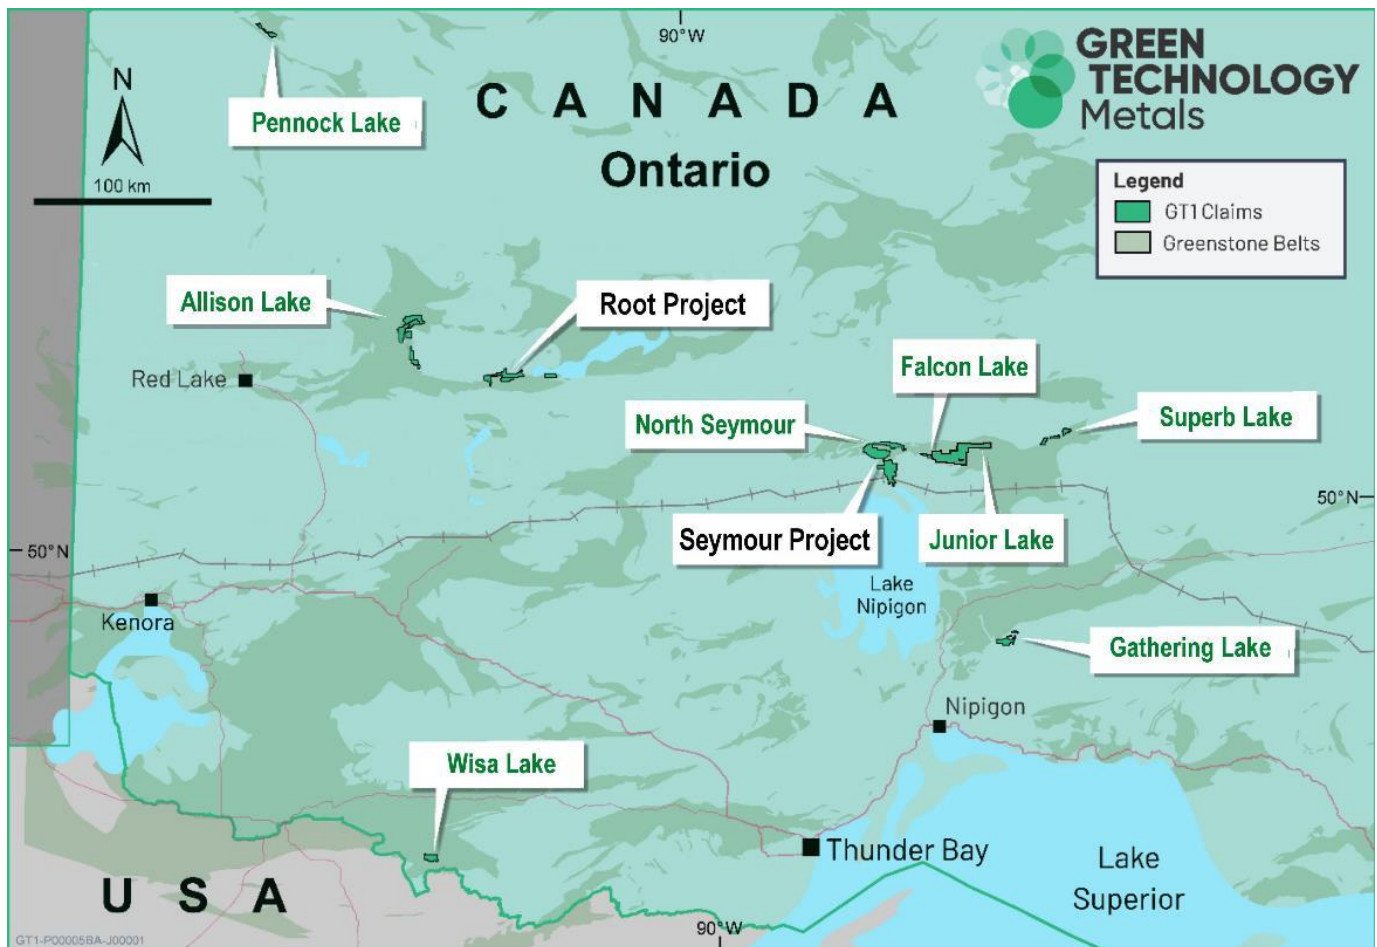 90°W
GREEN
TECHNOLOGY
Metals
N
Pennock Lake
CANADA
Ontario
100 km
Legend
GT1 Claims
Greenstone Belts
Allison Lake
Root Project
Red Lake
Falcon Lake
North Seymour
Superb Lake
50°N
Seymour Project
Junior Lake
50°N
Lake
Nipigon
Kenora
Gathering Lake
Nipigon
Wisa Lake
Thunder Bay
Lake
Superior
USA
90°W
GT1-P00005BA-J00001